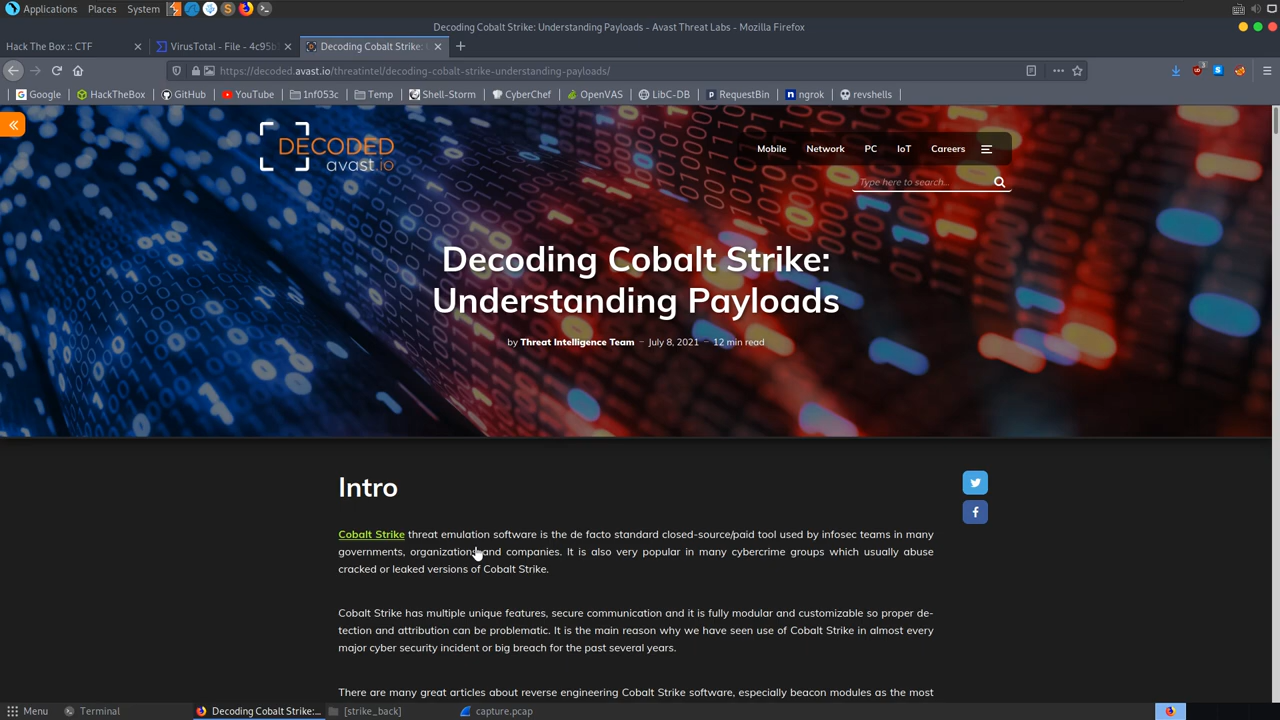 Applications Places System
Decoding Cobalt Strike: Understanding Payloads - Avast Threat Labs - Mozilla Firefox
Hack The Box :: CTF
VirusTotal - File - 4c95b
Decoding Cobalt Strike:
https://decoded.avast.io/threatintel/decoding-cobalt-strike-understanding-payloads/
Google HackTheBox GitHub YouTube 1nf053c Temp Shell-Storm CyberChef OpenVAS LibC-DB RequestBin ngrok revshells
DECODED
avast.io
Mobile Network PC IoT Careers
Type here to search...
Decoding Cobalt Strike:
Understanding Payloads
by Threat Intelligence Team – July 8, 2021 – 12 min read
Intro
Cobalt Strike threat emulation software is the de facto standard closed-source/paid tool used by infosec teams in many
governments, organizations and companies. It is also very popular in many cybercrime groups which usually abuse
cracked or leaked versions of Cobalt Strike.
Cobalt Strike has multiple unique features, secure communication and it is fully modular and customizable so proper de-
tection and attribution can be problematic. It is the main reason why we have seen use of Cobalt Strike in almost every
major cyber security incident or big breach for the past several years.
There are many great articles about reverse engineering Cobalt Strike software, especially beacon modules as the most
Menu Terminal Decoding Cobalt Strike:... [strike_back] capture.pcap